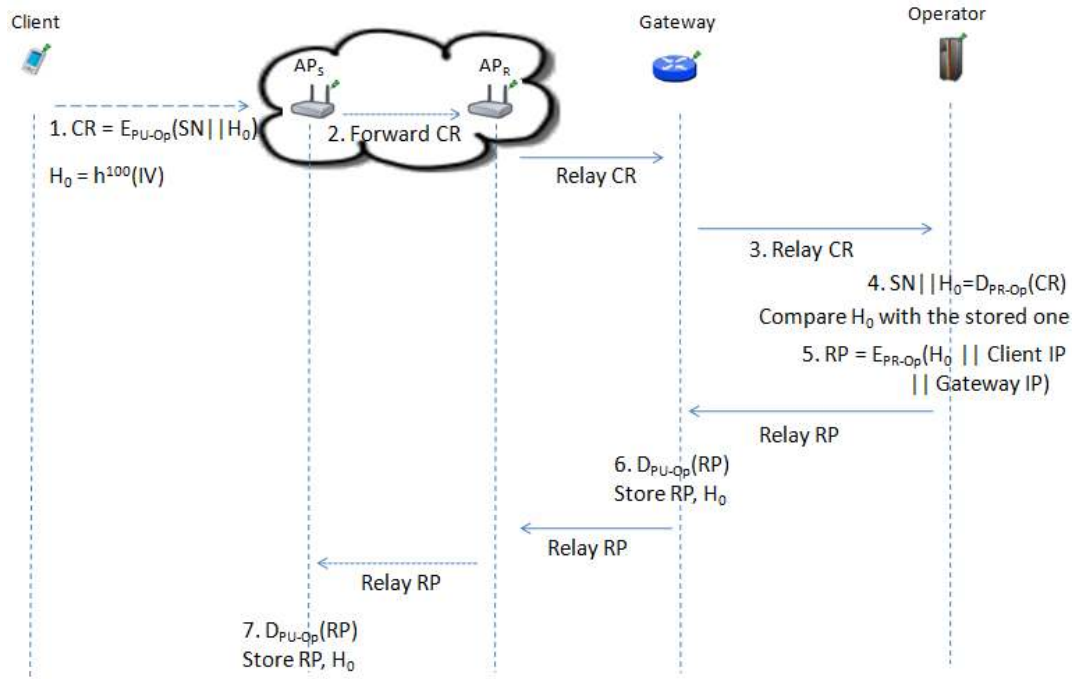 Client
Gateway
Operator
APS
APR
1. CR = EPU-Op(SN||H0)
2. Forward CR
H0 = h100(IV)
Relay CR
3. Relay CR
4. SN||H0=DPR-Op(CR)
Compare H0 with the stored one
5. RP = EPR-Op(H0 || Client IP
|| Gateway IP)
Relay RP
6. DPU-Op(RP)
Store RP, H0
Relay RP
Relay RP
7. DPU-Op(RP)
Store RP, H0